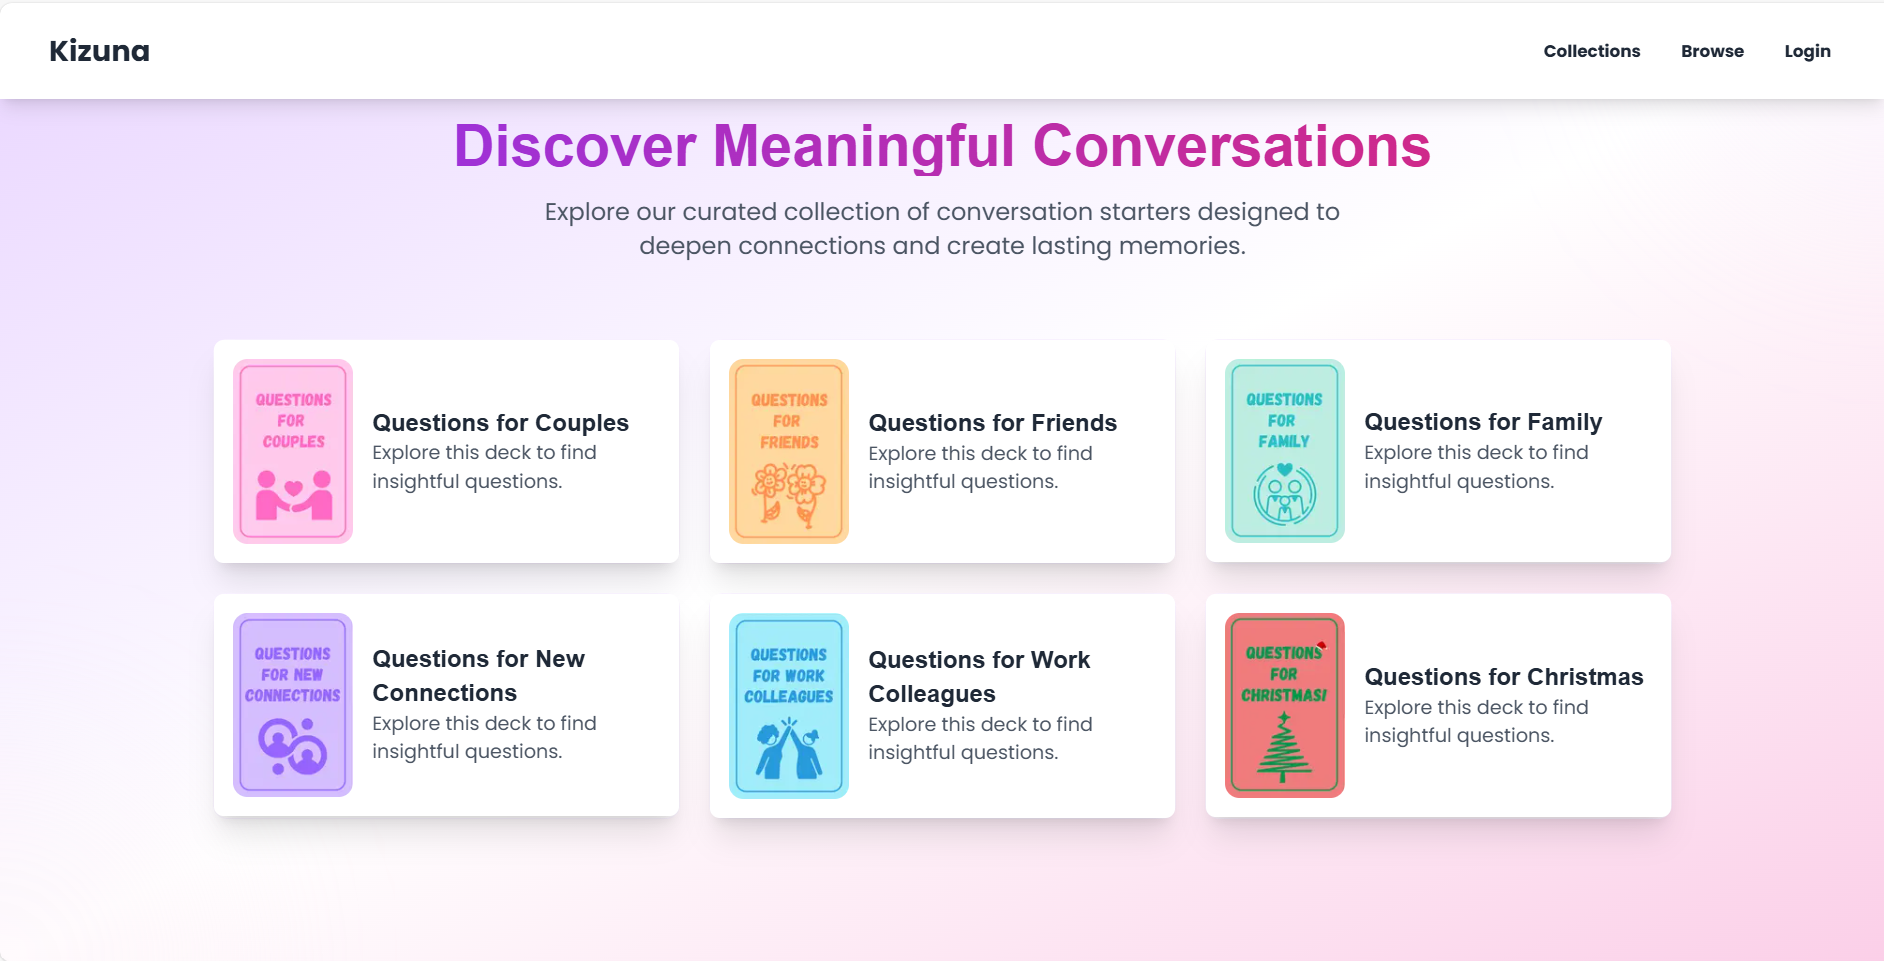 Kizuna
Collections
Browse
Login
Discover Meaningful Conversations
Explore our curated collection of conversation starters designed to
deepen connections and create lasting memories.
QUESTIONS
FOR
COUPLES
Questions for Couples
Explore this deck to find
insightful questions.
QUESTIONS
FOR
FRIENDS
Questions for Friends
Explore this deck to find
insightful questions.
QUESTIONS
FOR
FAMILY
Questions for Family
Explore this deck to find
insightful questions.
QUESTIONS
FOR NEW
CONNECTIONS
Questions for New
Connections
Explore this deck to find
insightful questions.
QUESTIONS
FOR WORK
COLLEAGUES
Questions for Work
Colleagues
Explore this deck to find
insightful questions.
QUESTIONS
FOR
CHRISTMAS!
Questions for Christmas
Explore this deck to find
insightful questions.